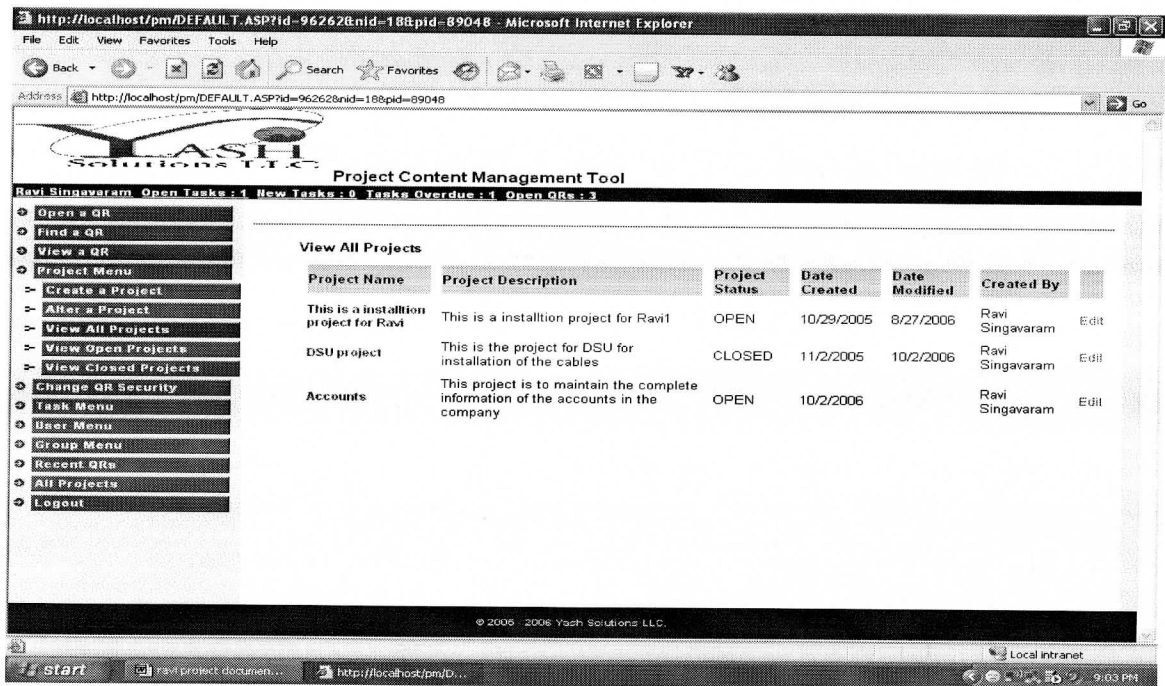 http://localhost/pm/DEFAULT.ASP?id=96262&nid=18&pid=89048 - Microsoft Internet Explorer
File Edit View Favorites Tools Help
Back Search Favorites
Address http://localhost/pm/DEFAULT.ASP?id=96262&nid=18&pid=89048 Go
YASH
Solutions L.L.C.
Project Content Management Tool
Ravi Singavaram Open Tasks : 1 New Tasks : 0 Tasks Overdue : 1 Open QRs : 3
Open a QR
Find a QR
View a QR
Project Menu
Create a Project
Alter a Project
View All Projects
View Open Projects
View Closed Projects
Change QR Security
Task Menu
User Menu
Group Menu
Recent QRs
All Projects
Logout
View All Projects
Project Name Project Description Project Status Date Created Date Modified Created By
This is a installtion project for Ravi This is a installtion project for Ravi1 OPEN 10/29/2005 8/27/2006 Ravi Singavaram Edit
DSU project This is the project for DSU for installation of the cables CLOSED 11/2/2005 10/2/2006 Ravi Singavaram Edit
Accounts This project is to maintain the complete information of the accounts in the company OPEN 10/2/2006 Ravi Singavaram Edit
© 2005 2006 Yash Solutions LLC.
Local intranet
start ravi project documen... http://localhost/pm/D... 9:03 PM